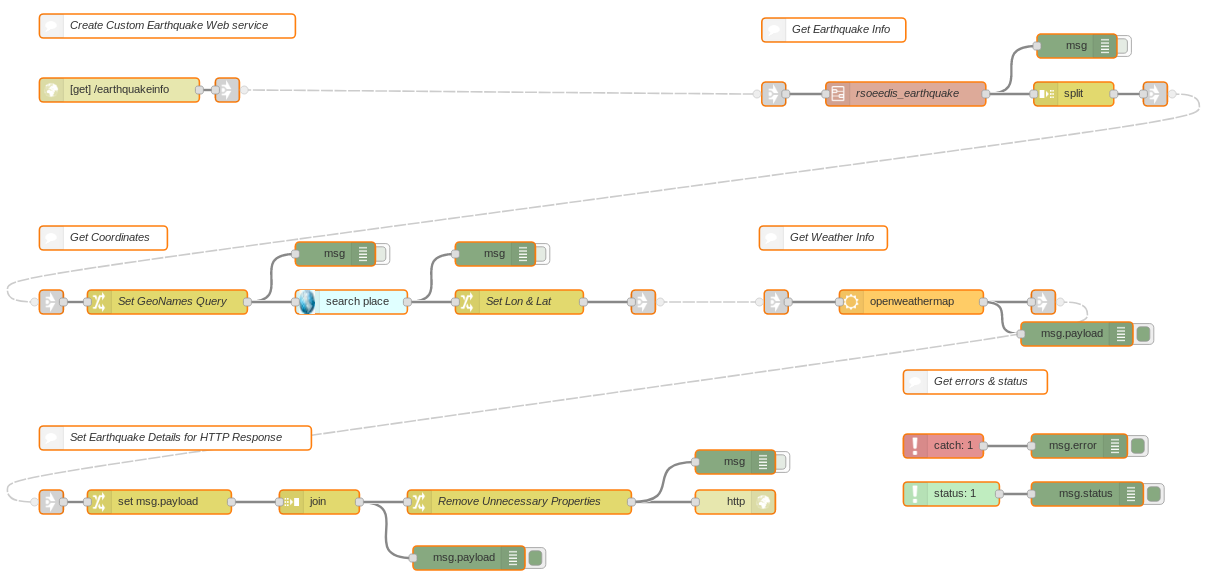 Create Custom Earthquake Web service
Get Earthquake Info
msg
[get] /earthquakeinfo
rsoeedis_earthquake
split
Get Coordinates
Get Weather Info
msg
msg
Set GeoNames Query
search place
Set Lon & Lat
openweathermap
msg.payload
Get errors & status
Set Earthquake Details for HTTP Response
catch: 1
msg.error
msg
set msg.payload
join
Remove Unnecessary Properties
http
status: 1
msg.status
msg.payload